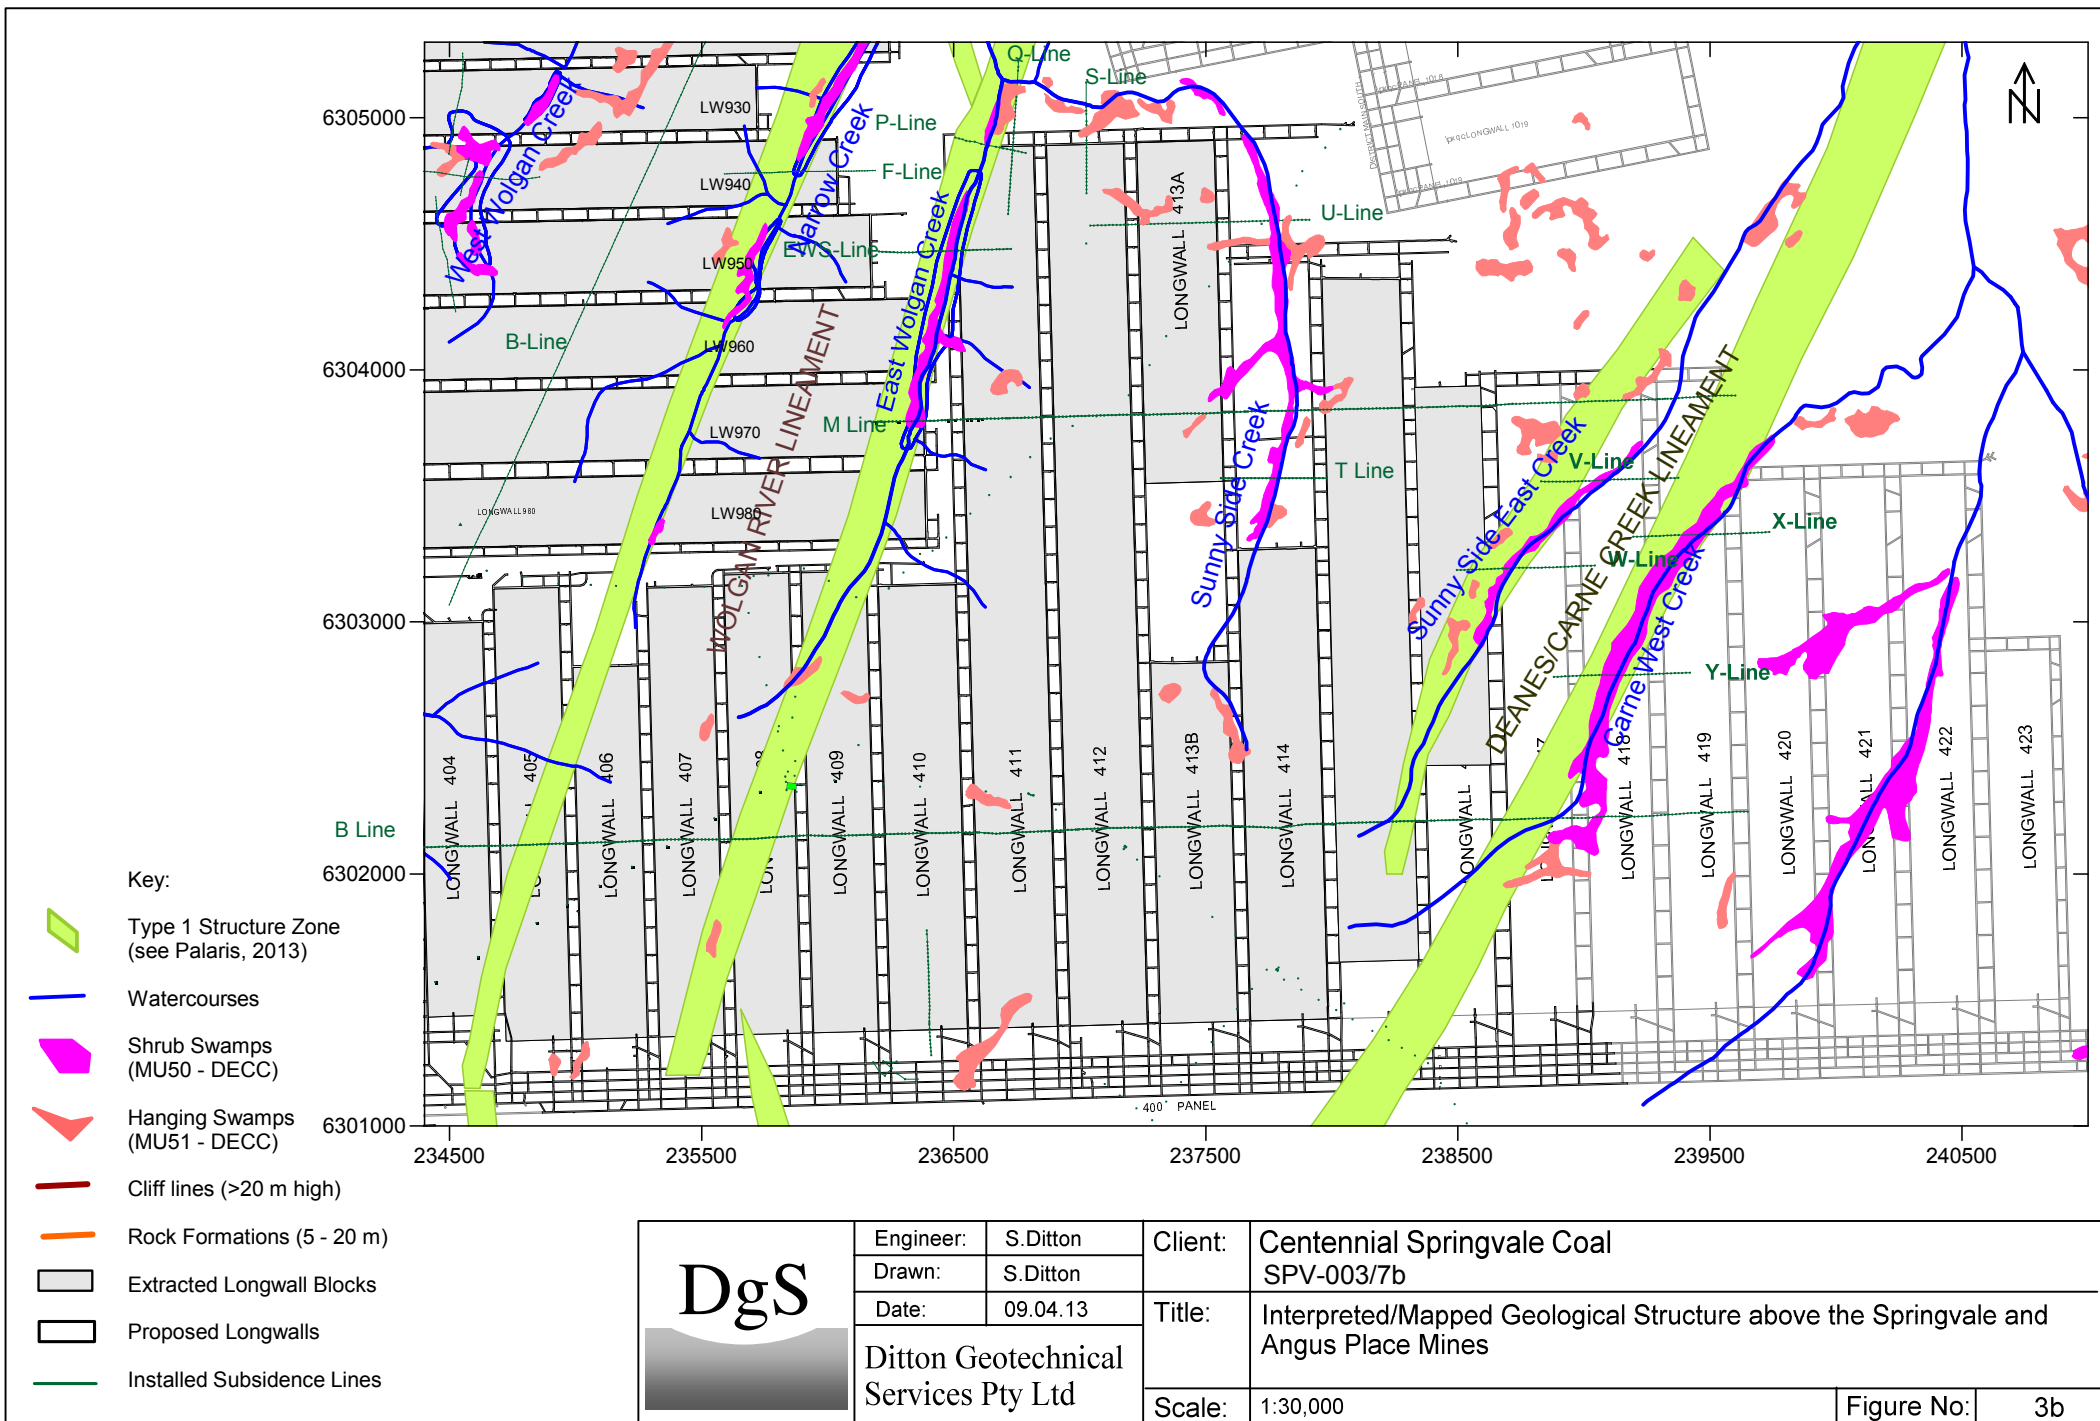 Q-Line
S-Line
6305000
LW930
P-Line
West Wolgan Creek
Narrow Creek
F-Line
LW940
LONGWALL 413A
U-Line
EWS-Line
LW950
East Wolgan Creek
B-Line
LW960
6304000
M Line
LW970
WOLGAN RIVER LINEAMENT
Sunny Side Creek
T Line
V-Line
Sunny Side East Creek
DEANES/CARNE CREEK LINEAMENT
LONGWALL 980
LW980
X-Line
W-Line
6303000
Carne West Creek
Y-Line
LONGWALL 404
405
406
LONGWALL
LONGWALL 407
LONGWALL 409
LONGWALL 410
LONGWALL 411
LONGWALL 412
LONGWALL 413B
LONGWALL 414
LONGWALL
LONGWALL 418
LONGWALL 419
LONGWALL 420
421
LONGWALL 422
LONGWALL 423
B Line
6302000
400 PANEL
6301000
234500
235500
236500
237500
238500
239500
240500
N
Key:
Type 1 Structure Zone
(see Palaris, 2013)
Watercourses
Shrub Swamps
(MU50 - DECC)
Hanging Swamps
(MU51 - DECC)
Cliff lines (>20 m high)
Rock Formations (5 - 20 m)
Extracted Longwall Blocks
Proposed Longwalls
Installed Subsidence Lines
DgS
Engineer: S.Ditton
Drawn: S.Ditton
Date: 09.04.13
Ditton Geotechnical
Services Pty Ltd
Client: Centennial Springvale Coal
SPV-003/7b
Title: Interpreted/Mapped Geological Structure above the Springvale and
Angus Place Mines
Scale: 1:30,000
Figure No: 3b